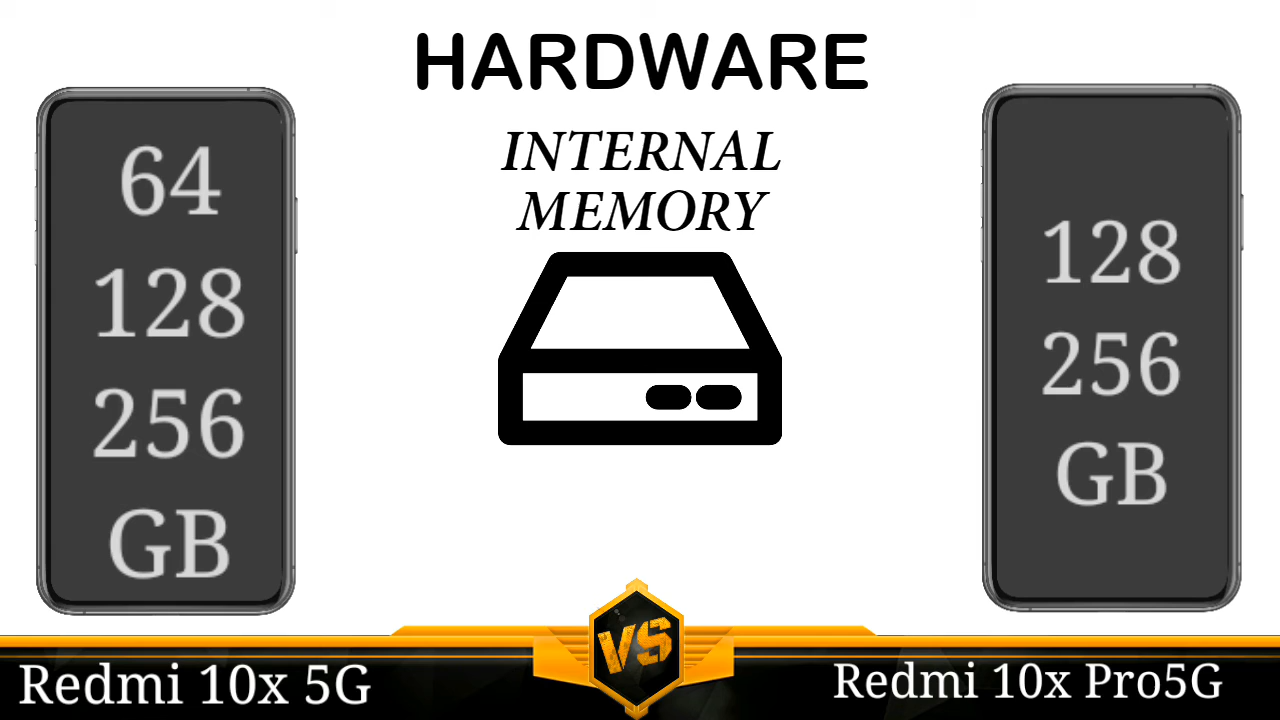 HARDWARE
INTERNAL
MEMORY
64
128
256
GB
128
256
GB
VS
Redmi 10x 5G
Redmi 10x Pro5G